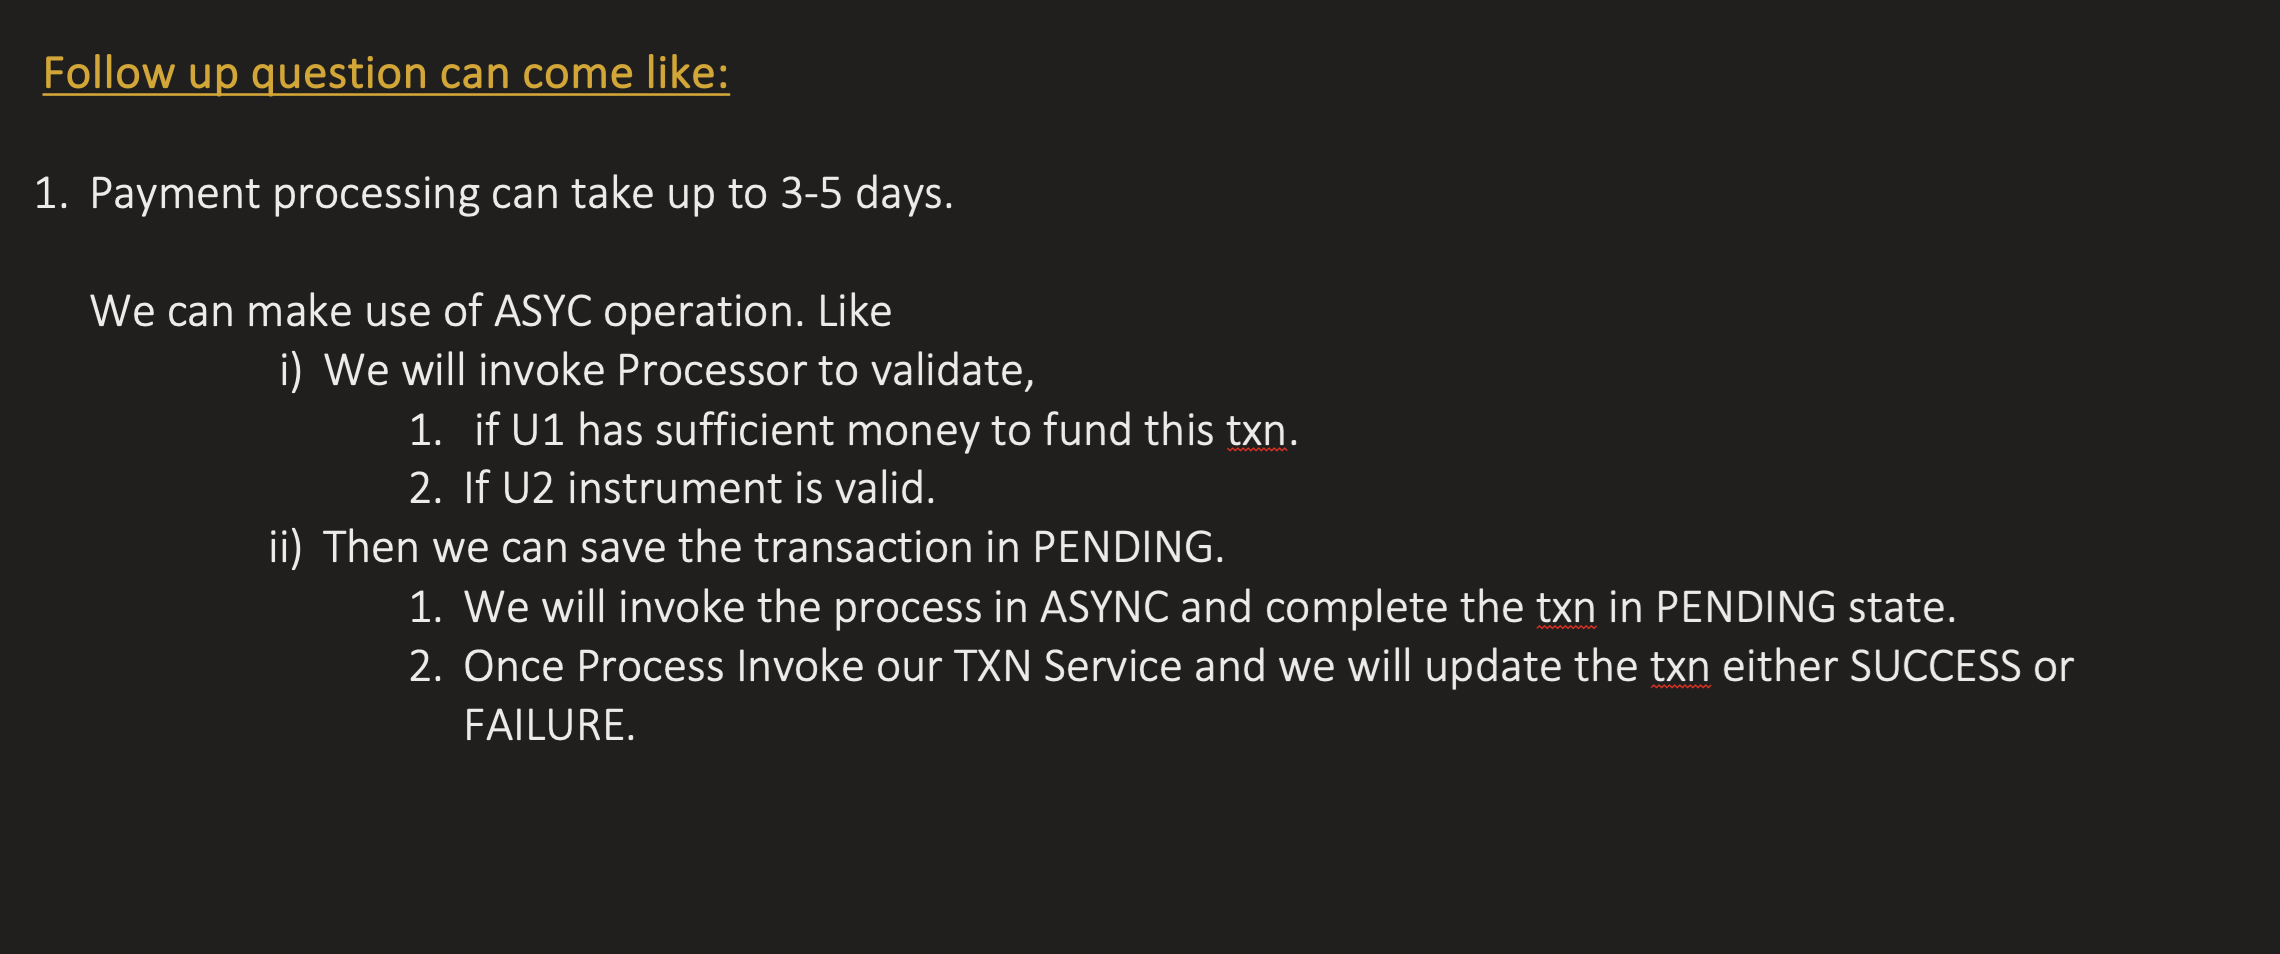 Follow up question can come like:
1. Payment processing can take up to 3-5 days.
We can make use of ASYC operation. Like
i) We will invoke Processor to validate,
1. if U1 has sufficient money to fund this txn.
2. If U2 instrument is valid.
ii) Then we can save the transaction in PENDING.
1. We will invoke the process in ASYNC and complete the txn in PENDING state.
2. Once Process Invoke our TXN Service and we will update the txn either SUCCESS or
FAILURE.